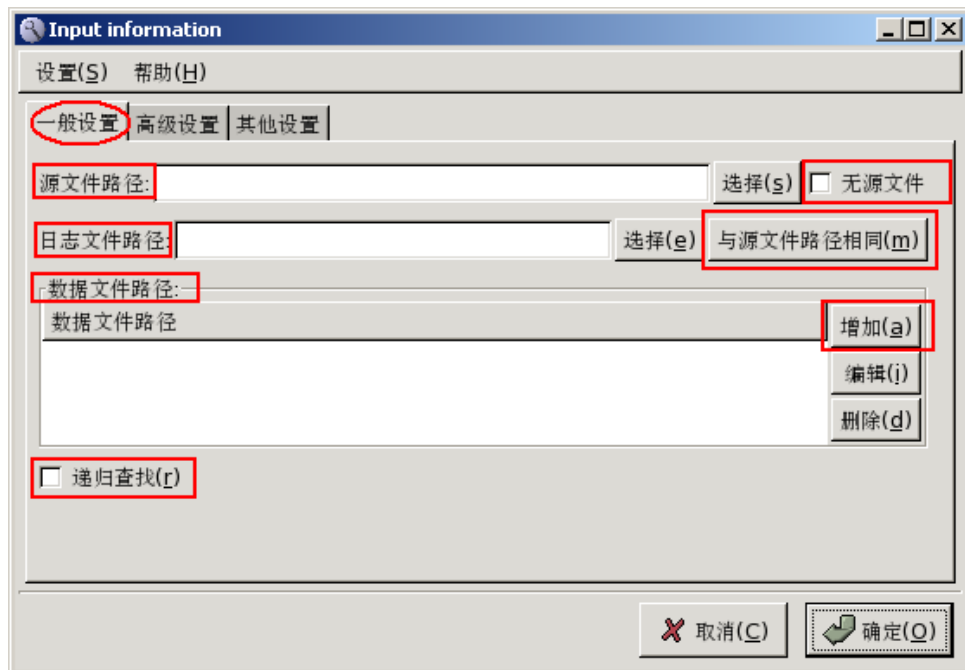 Input information
设置(S) 帮助(H)
一般设置 高级设置 其他设置
源文件路径: 选择(s) 无源文件
日志文件路径: 选择(e) 与源文件路径相同(m)
数据文件路径:
数据文件路径
增加(a)
编辑(i)
删除(d)
递归查找(r)
取消(C) 确定(O)